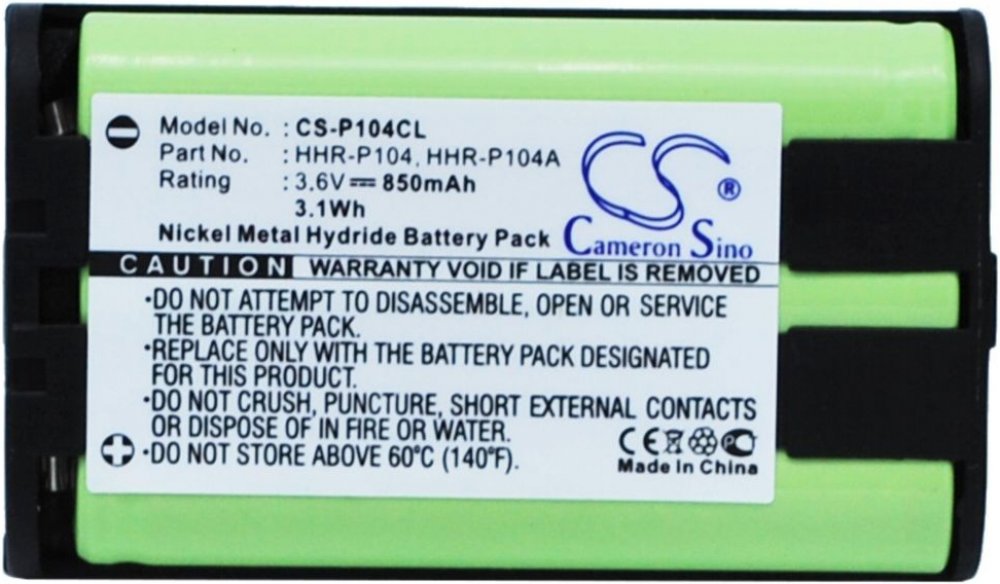 Model No. : CS-P104CL
Part No. : HHR-P104, HHR-P104A
Rating : 3.6V⎓850mAh
3.1Wh
Nickel Metal Hydride Battery Pack
CS ®
Cameron Sino
CAUTION WARRANTY VOID IF LABEL IS REMOVED
·DO NOT ATTEMPT TO DISASSEMBLE, OPEN OR SERVICE
THE BATTERY PACK.
·REPLACE ONLY WITH THE BATTERY PACK DESIGNATED
FOR THIS PACK.
·DO NOT CRUSH, PUNCTURE, SHORT EXTERNAL CONTACTS
OR DISPOSE IN FIRE OR WATER.
·DO NOT STORE ABOVE 60°C (140°F).
CE
Made In China